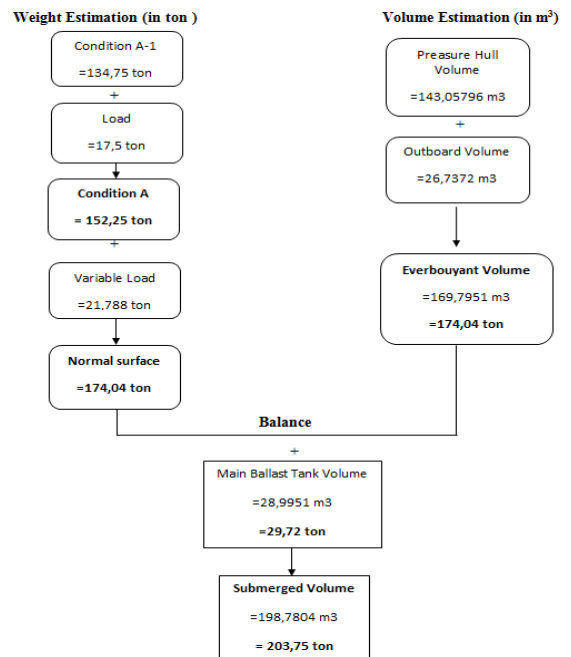 Weight Estimation (in ton )
Condition A-1
=134,75 ton
+
Load
=17,5 ton
Condition A
= 152,25 ton
+
Variable Load
=21,788 ton
Normal surface
=174,04 ton
Volume Estimation (in m³)
Preasure Hull
Volume
=143,05796 m3
+
Outboard Volume
=26,7372 m3
Everbouyant Volume
=169,7951 m3
=174,04 ton
Balance
+
Main Ballast Tank Volume
=28,9951 m3
=29,72 ton
Submerged Volume
=198,7804 m3
= 203,75 ton